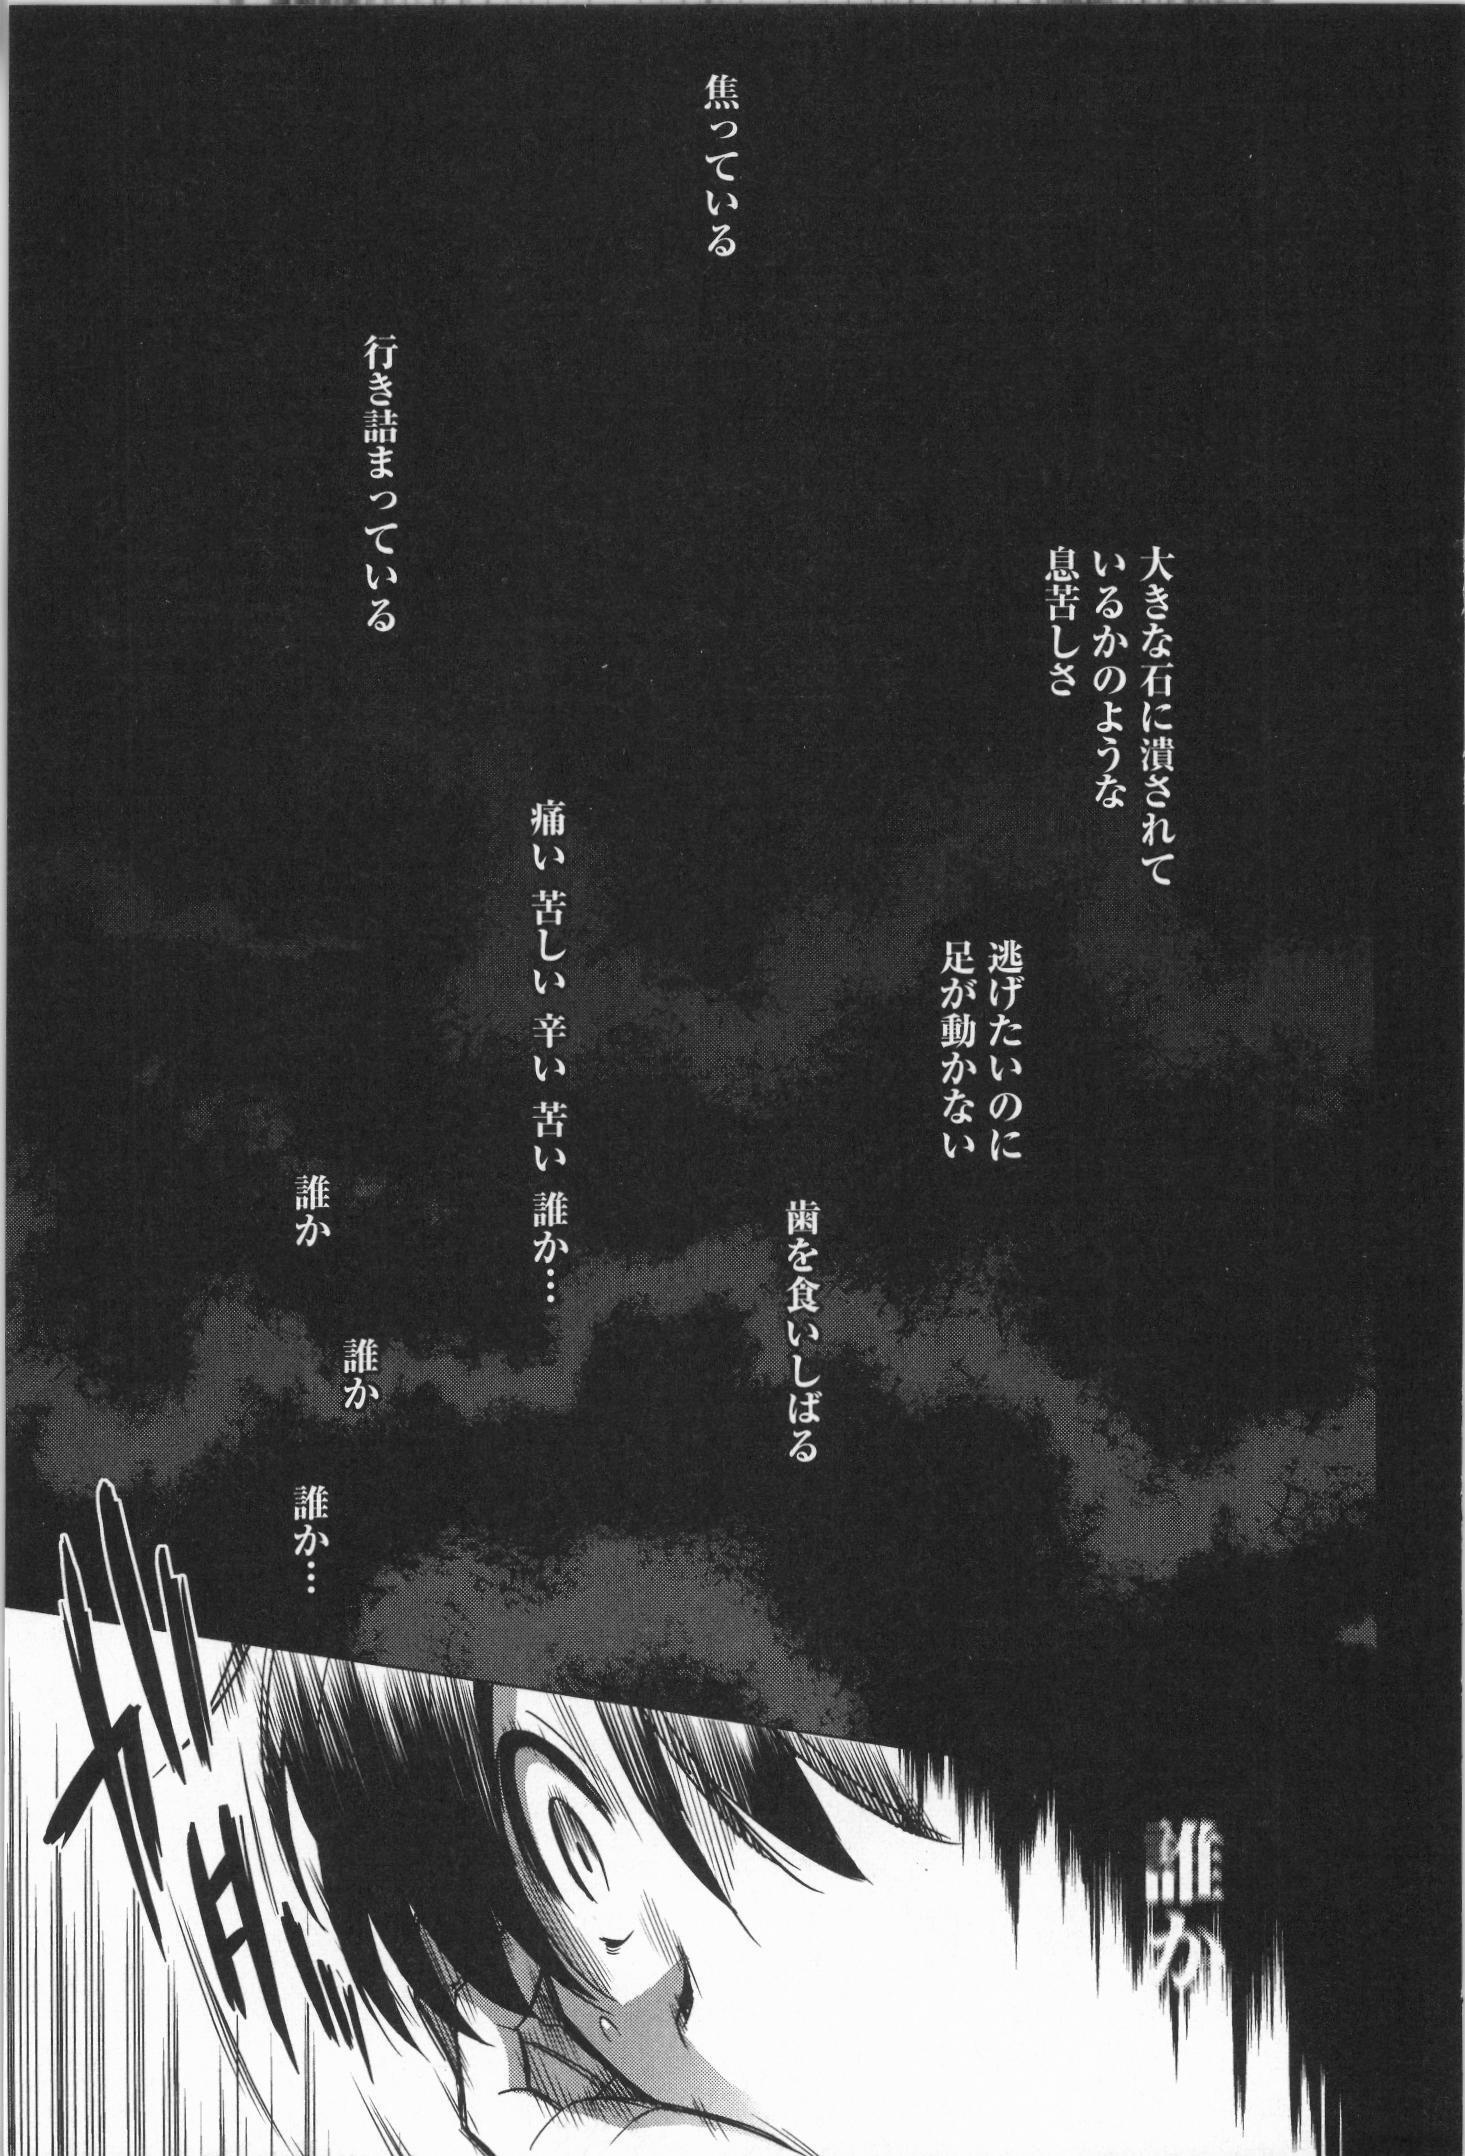 大きな石に潰されて
いるかのような
息苦しさ
逃げたいのに
足が動かない
焦っている
歯を食いしばる
行き詰まっている
痛い 苦しい 辛い 苦い 誰か…
誰か
誰か
誰か…
誰か
ガサッ